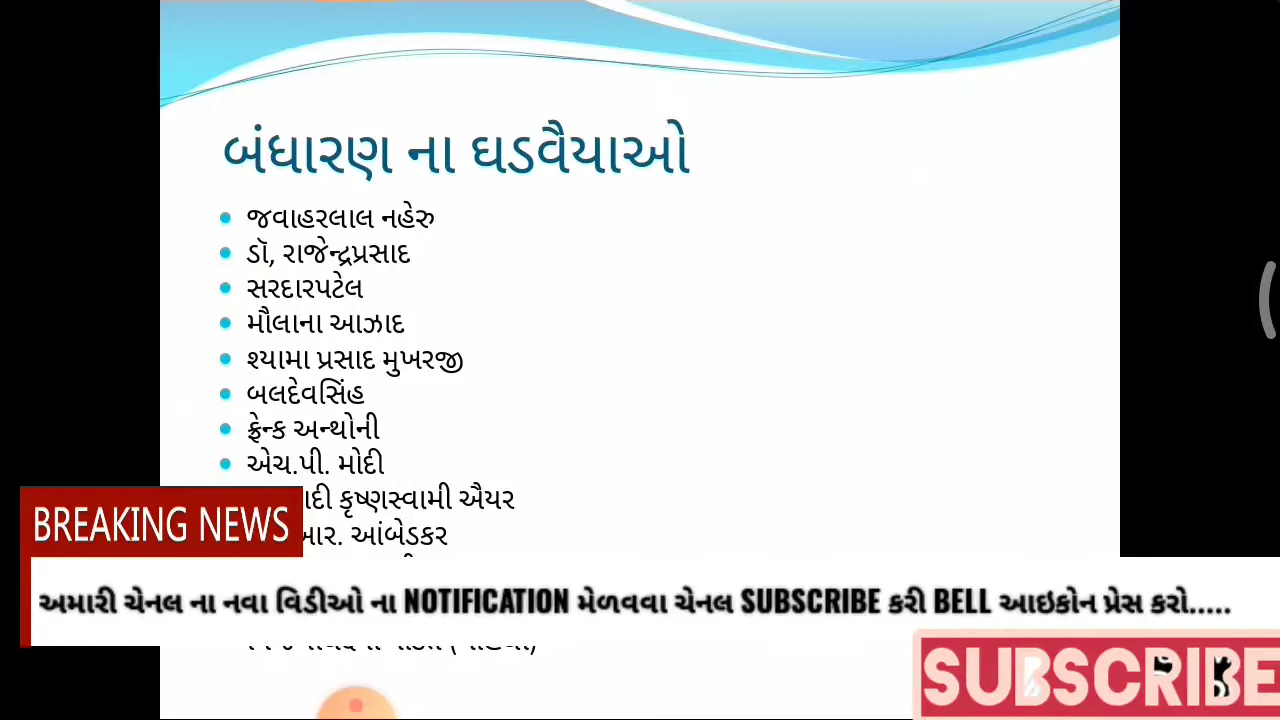 બંધારણ ના ઘડવૈયાઓ
જવાહરલાલ નહેરુ
ડૉ, રાજેન્દ્રપ્રસાદ
સરદારપટેલ
મૌલાના આઝાદ
શ્યામા પ્રસાદ મુખરજી
બલદેવસિંહ
ફ્રેન્ક અન્થોની
એચ.પી. મોદી
કૃષ્ણસ્વામી ઐયર
આર. આંબેડકર
BREAKING NEWS
અમારી ચેનલ ના નવા વિડીઓ ના NOTIFICATION મેળવવા ચેનલ SUBSCRIBE કરી BELL આઇકોન પ્રેસ કરો.....
SUBSCRIBE